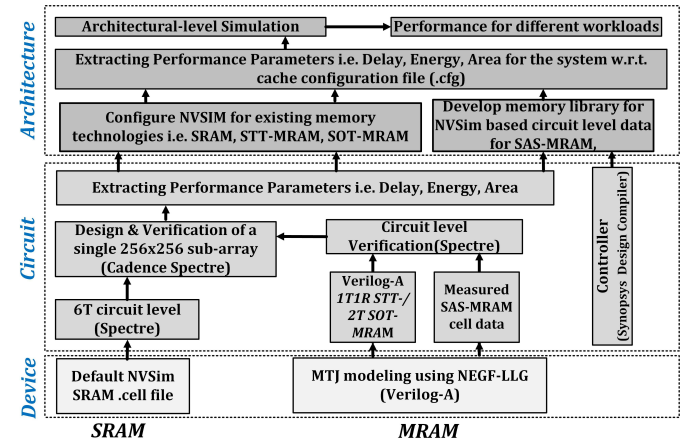 Architecture
Architectural-level Simulation
Performance for different workloads
Extracting Performance Parameters i.e. Delay, Energy, Area for the system w.r.t.
cache configuration file (.cfg)
Configure NVSIM for existing memory
technologies i.e. SRAM, STT-MRAM, SOT-MRAM
Develop memory library for
NVSim based circuit level data
for SAS-MRAM,
Circuit
Extracting Performance Parameters i.e. Delay, Energy, Area
Design & Verification of a
single 256x256 sub-array
(Cadence Spectre)
Circuit level
Verification(Spectre)
6T circuit level
(Spectre)
Verilog-A
1T1R STT-/
2T SOT-
MRAM
Measured
SAS-MRAM
cell data
Controller
(Synopsys Design Compiler)
Device
Default NVSim
SRAM .cell file
MTJ modeling using NEGF-LLG
(Verilog-A)
SRAM
MRAM